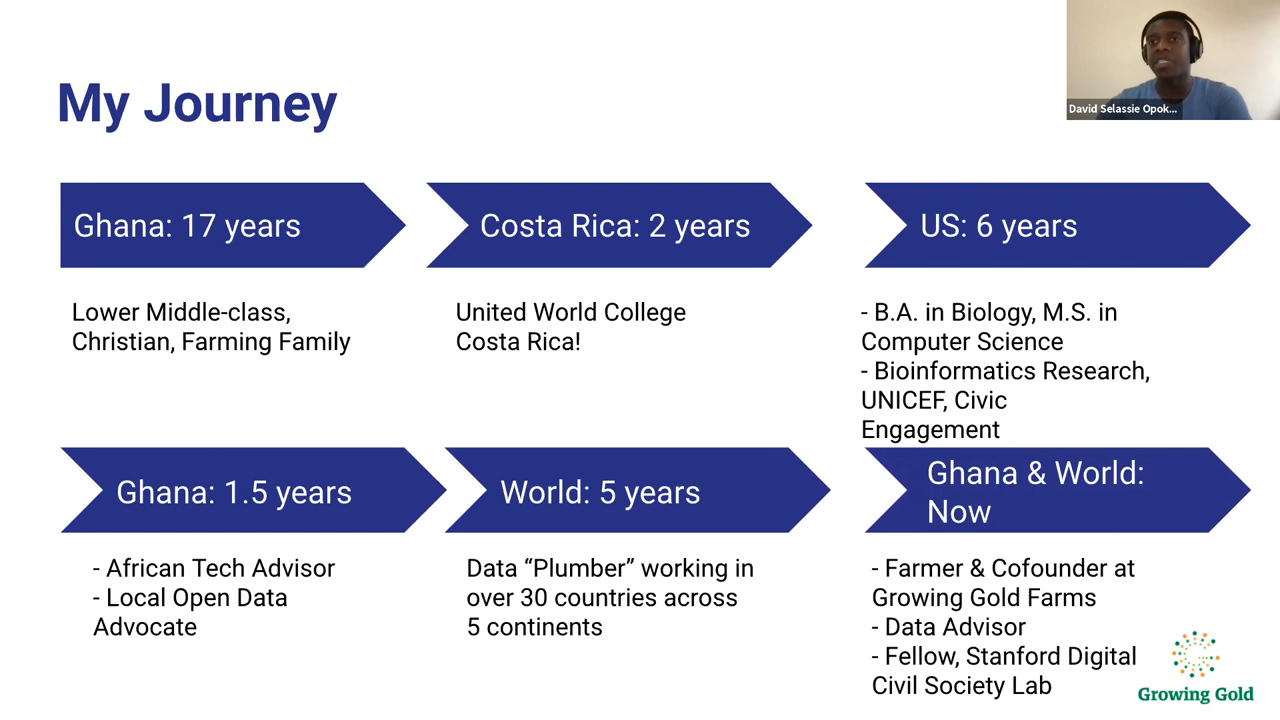 My Journey
David Selassie Opok...
Ghana: 17 years
Costa Rica: 2 years
US: 6 years
Lower Middle-class,
Christian, Farming Family
United World College
Costa Rica!
- B.A. in Biology, M.S. in
Computer Science
- Bioinformatics Research,
UNICEF, Civic
Engagement
Ghana: 1.5 years
World: 5 years
Ghana & World:
Now
- African Tech Advisor
- Local Open Data
Advocate
Data “Plumber” working in
over 30 countries across
5 continents
- Farmer & Cofounder at
Growing Gold Farms
- Data Advisor
- Fellow, Stanford Digital
Civil Society Lab
Growing Gold